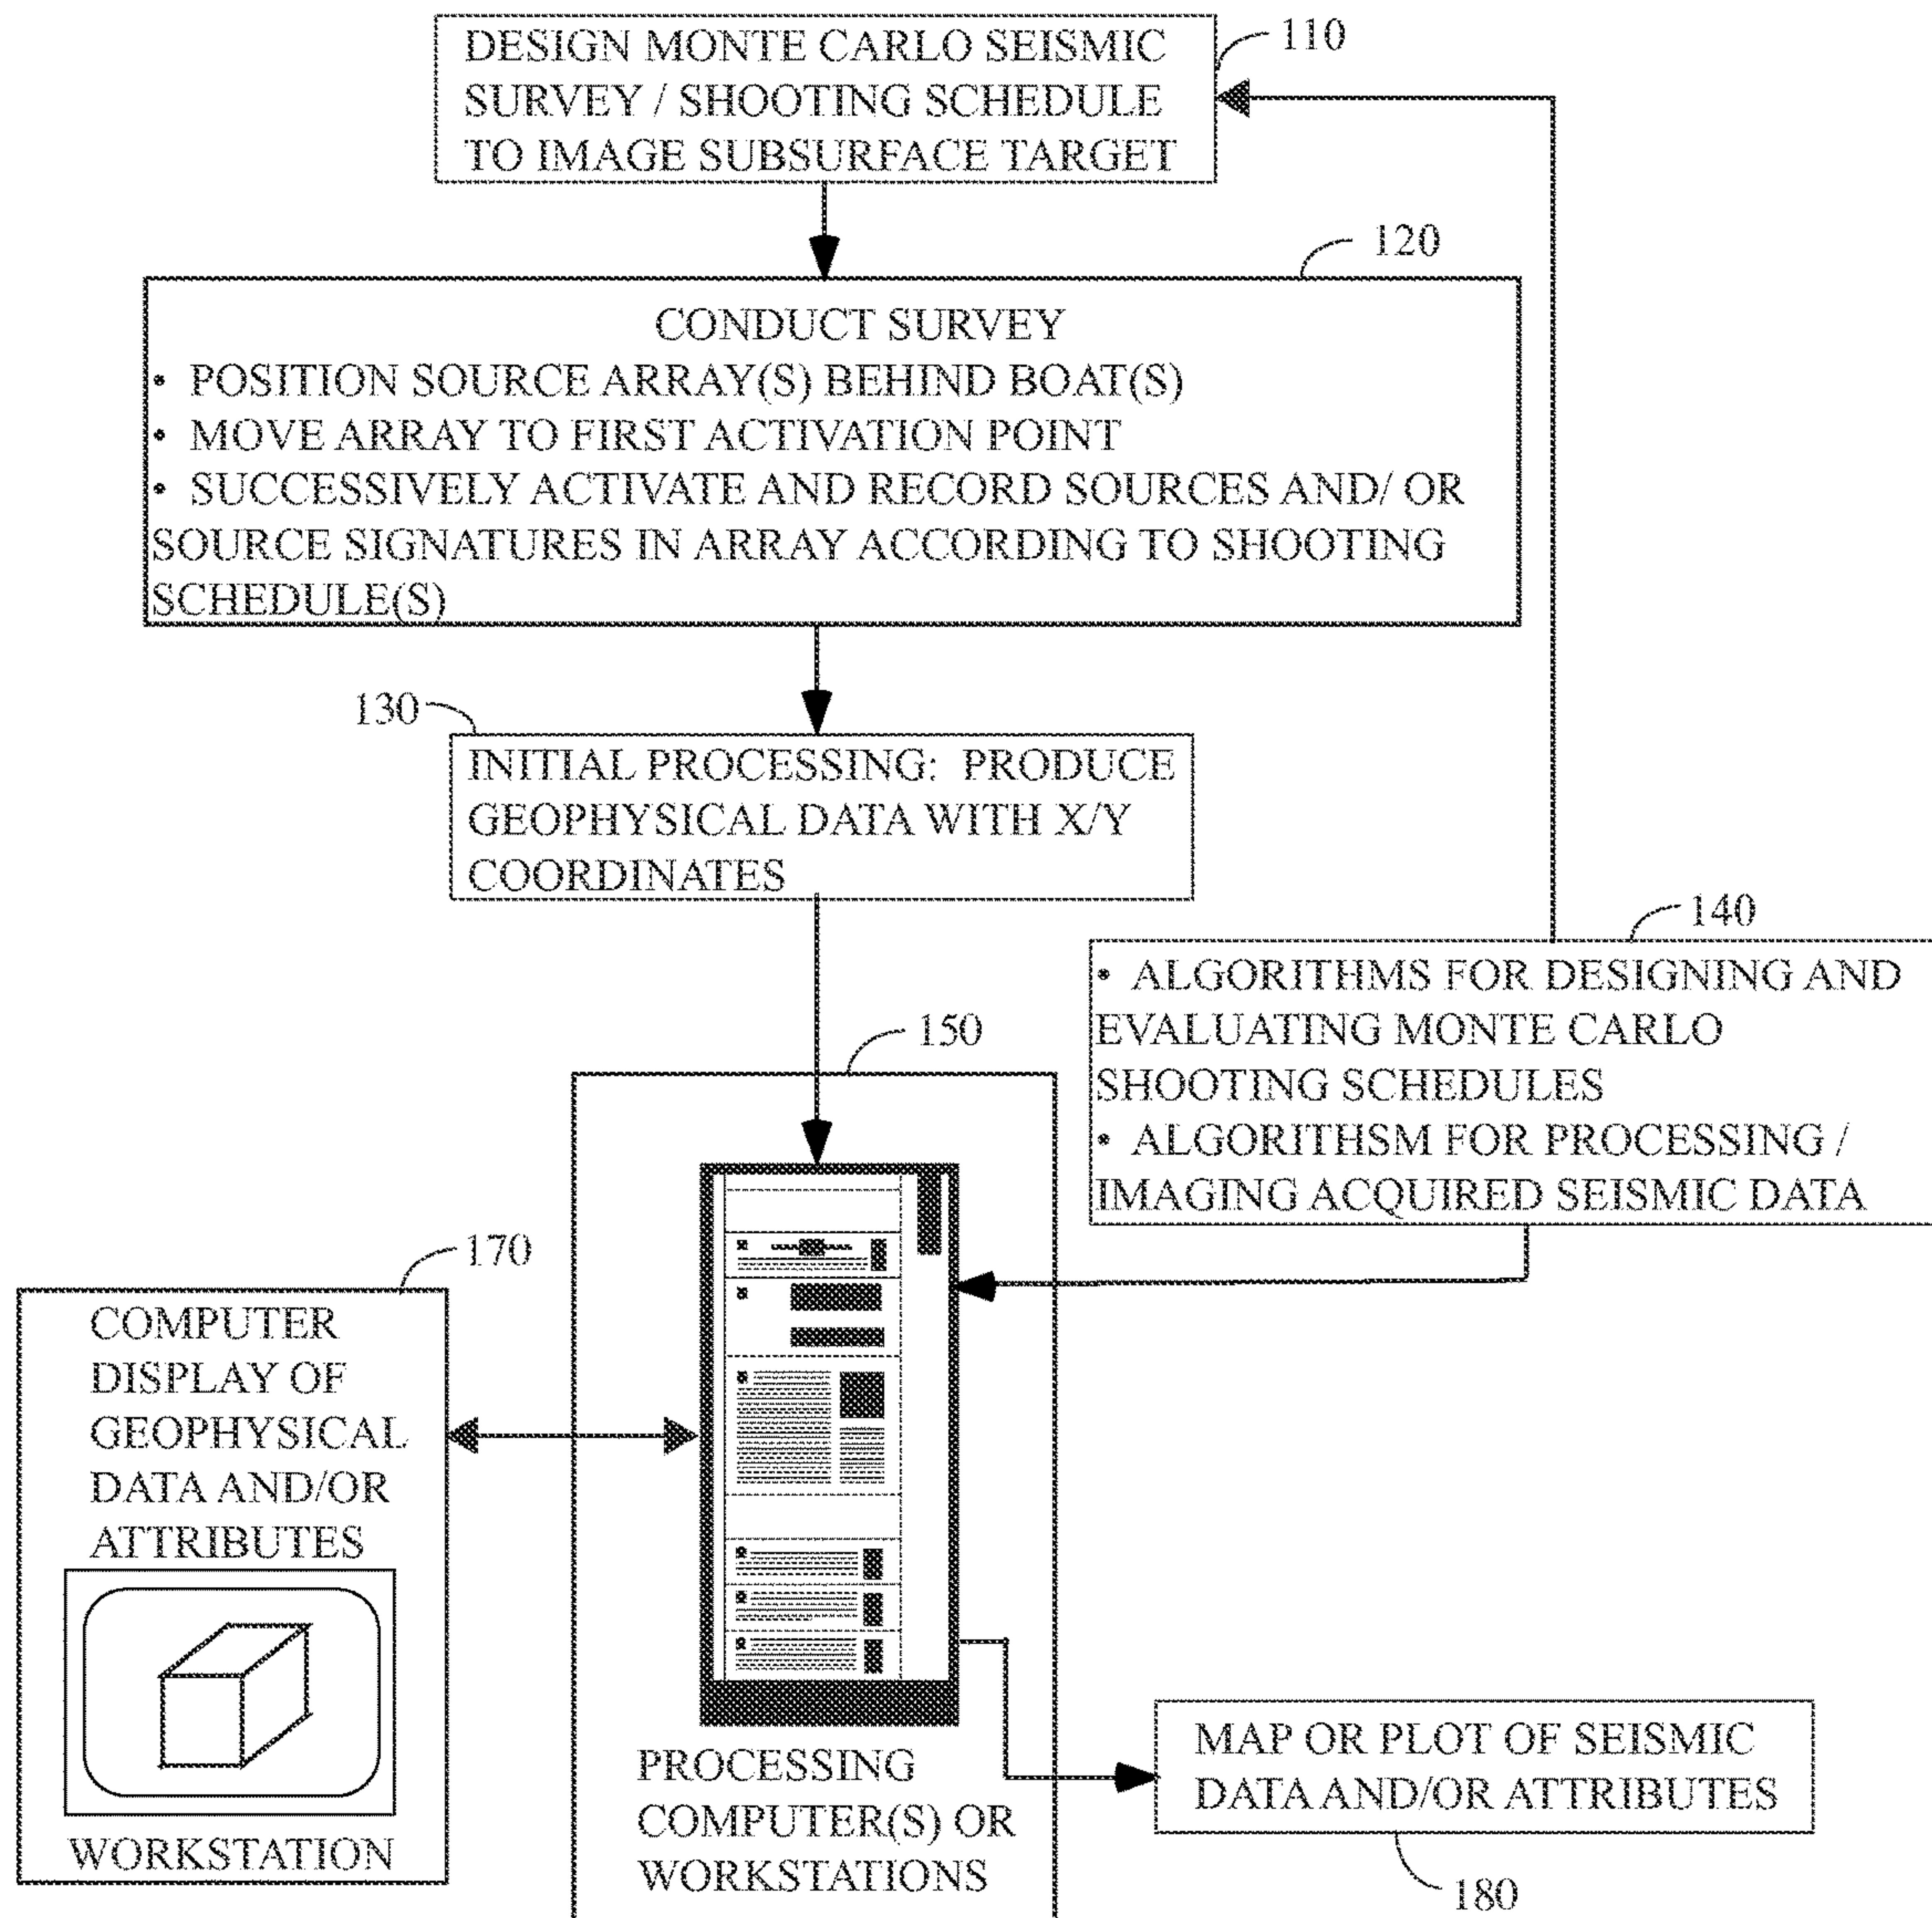 DESIGN MONTE CARLO SEISMIC
SURVEY / SHOOTING SCHEDULE
TO IMAGE SUBSURFACE TARGET
110
120
CONDUCT SURVEY
• POSITION SOURCE ARRAY(S) BEHIND BOAT(S)
• MOVE ARRAY TO FIRST ACTIVATION POINT
• SUCCESSIVELY ACTIVATE AND RECORD SOURCES AND/ OR
SOURCE SIGNATURES IN ARRAY ACCORDING TO SHOOTING
SCHEDULE(S)
130
INITIAL PROCESSING: PRODUCE
GEOPHYSICAL DATA WITH X/Y
COORDINATES
140
• ALGORITHMS FOR DESIGNING AND
EVALUATING MONTE CARLO
SHOOTING SCHEDULES
• ALGORITHSM FOR PROCESSING /
IMAGING ACQUIRED SEISMIC DATA
150
170
COMPUTER
DISPLAY OF
GEOPHYSICAL
DATA AND/OR
ATTRIBUTES
WORKSTATION
PROCESSING
COMPUTER(S) OR
WORKSTATIONS
MAP OR PLOT OF SEISMIC
DATA AND/OR ATTRIBUTES
180